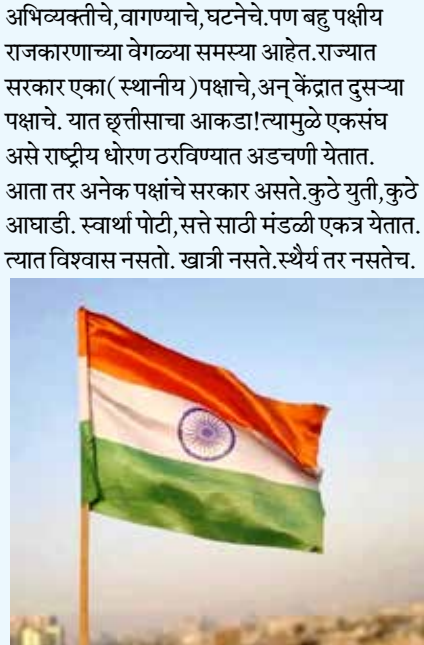 अभिव्यक्तीचे,वागण्याचे,घटनेचे.पण बहु पक्षीय
राजकारणाच्या वेगळ्या समस्या आहेत.राज्यात
सरकार एका( स्थानीय )पक्षाचे,अन् केंद्रात दुसऱ्या
पक्षाचे. यात छ्त्तीसाचा आकडा!त्यामुळे एकसंघ
असे राष्ट्रीय धोरण ठरविण्यात अडचणी येतात.
आता तर अनेक पक्षांचे सरकार असते.कुठे युती,कुठे
आघाडी. स्वार्था पोटी,सत्ते साठी मंडळी एकत्र येतात.
त्यात विश्वास नसतो. खात्री नसते.स्थैर्य तर नसतेच.